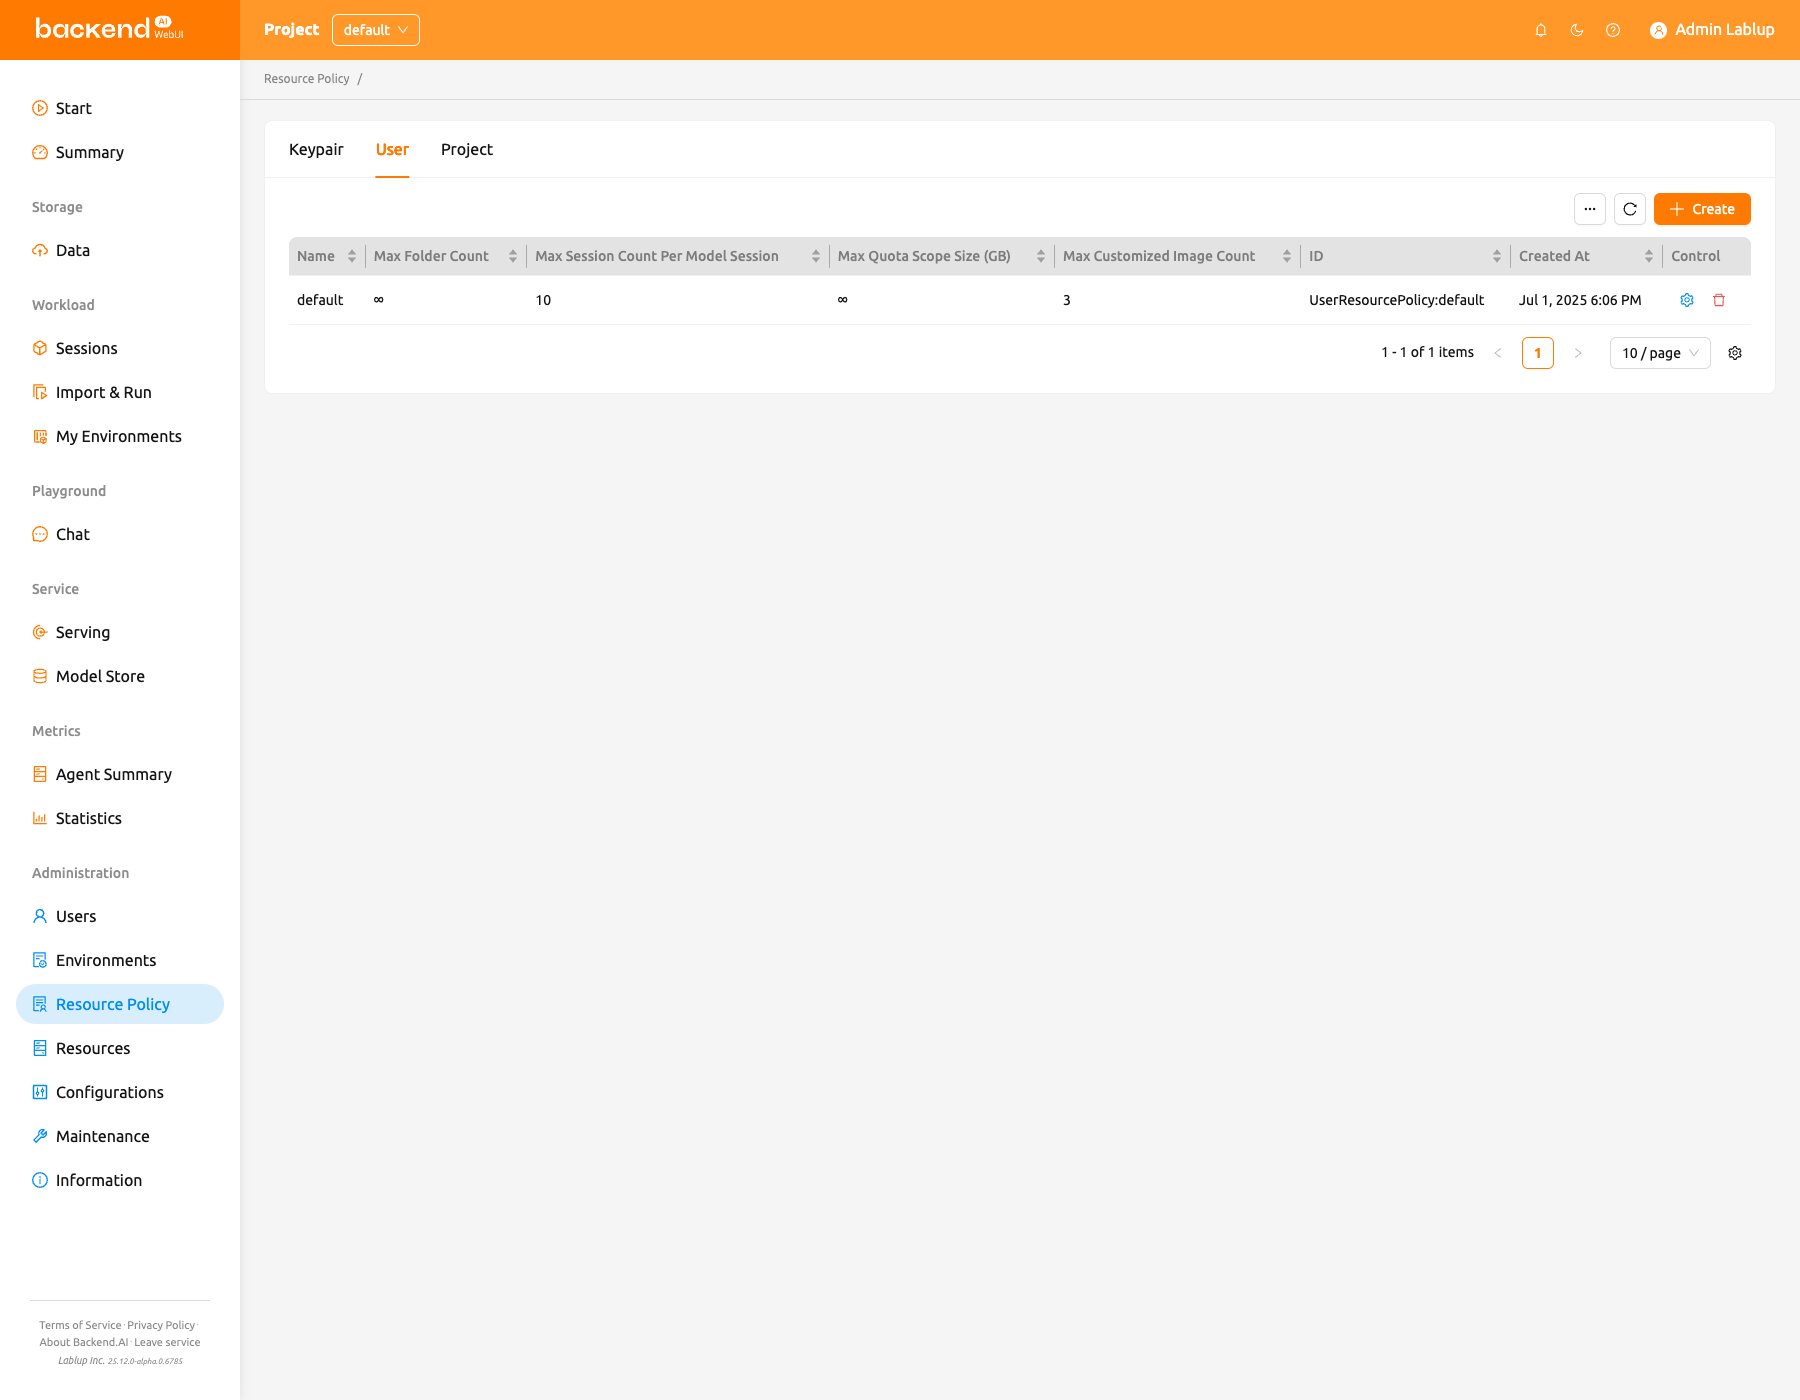 backend AI WebUI
Project default Admin Lablup
Resource Policy /
Start
Summary
Storage
Data
Workload
Sessions
Import & Run
My Environments
Playground
Chat
Service
Serving
Model Store
Metrics
Agent Summary
Statistics
Administration
Users
Environments
Resource Policy
Resources
Configurations
Maintenance
Information
Terms of Service · Privacy Policy ·
About Backend.AI · Leave service
Lablup Inc. 25.12.0-alpha.0.6785
Keypair User Project
Create
Name Max Folder Count Max Session Count Per Model Session Max Quota Scope Size (GB) Max Customized Image Count ID Created At Control
default ∞ 10 ∞ 3 UserResourcePolicy:default Jul 1, 2025 6:06 PM
1 - 1 of 1 items < 1 > 10 / page